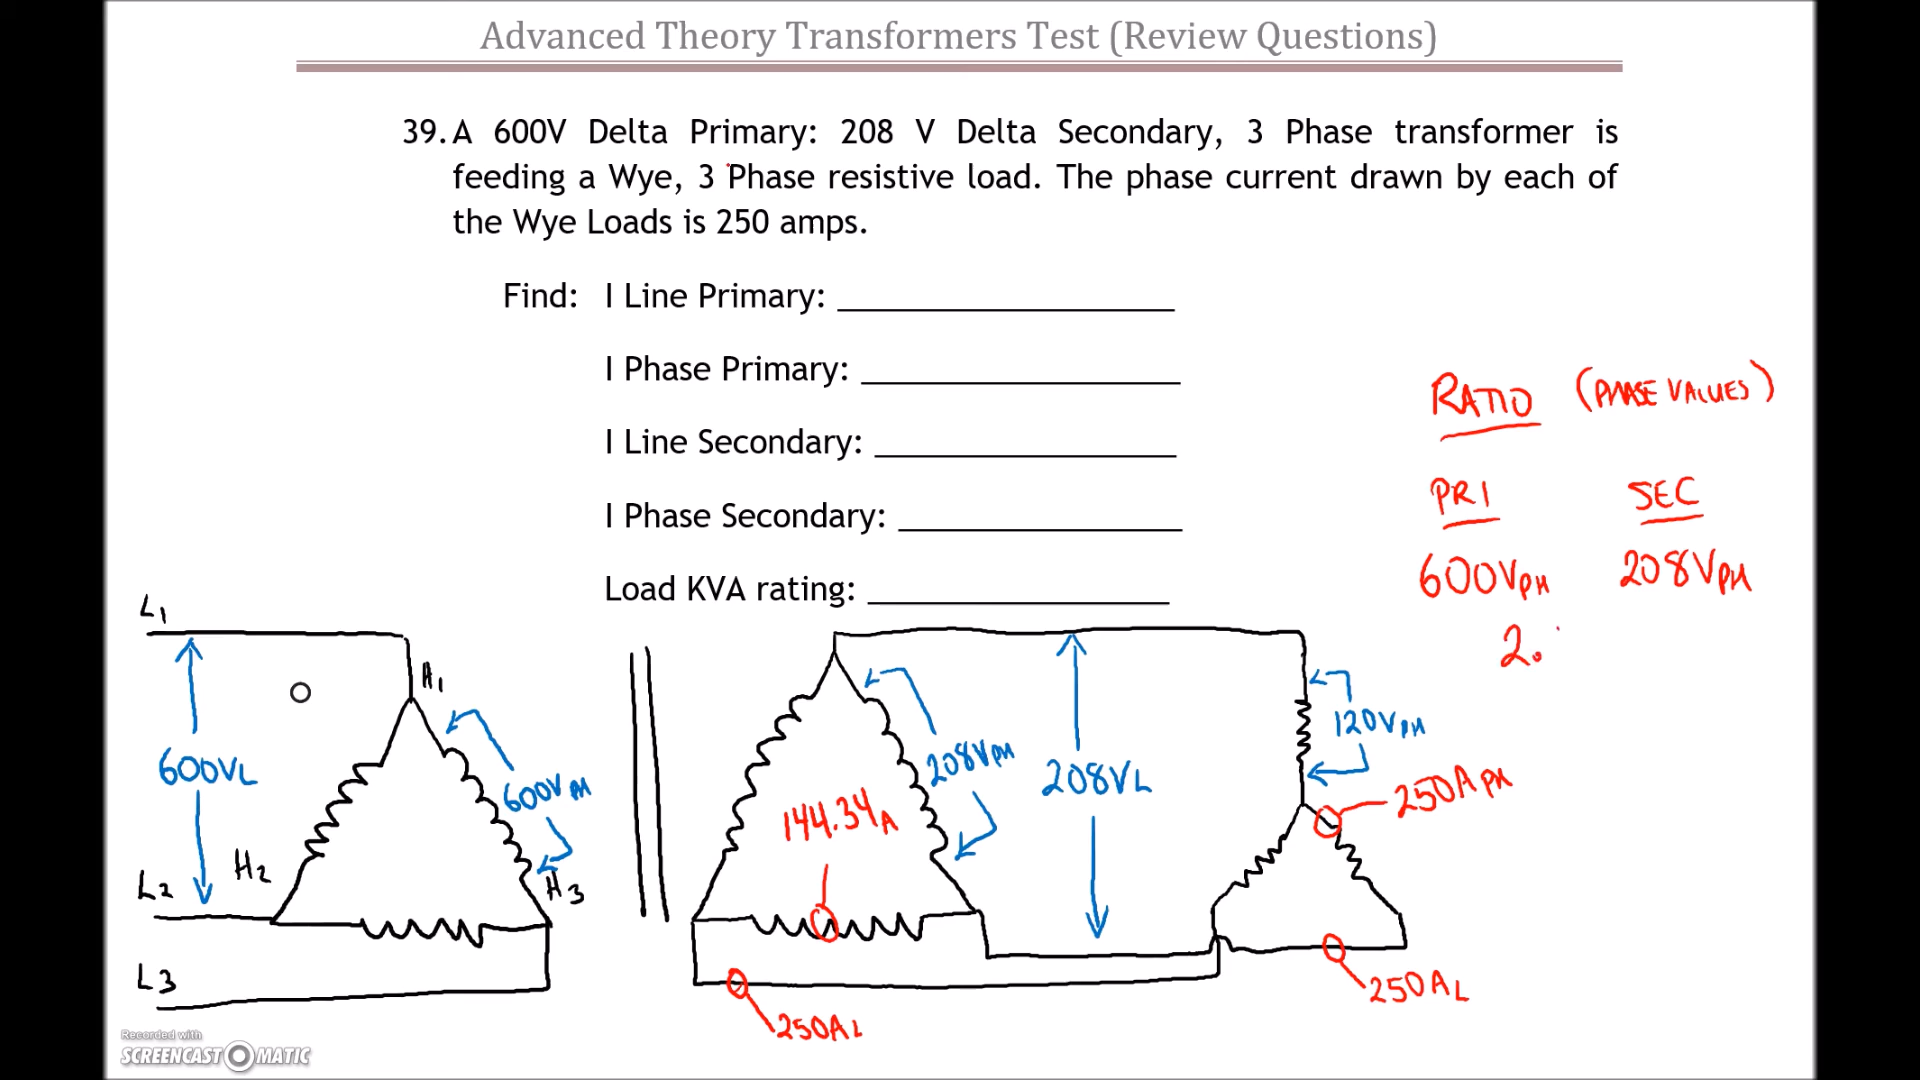 Advanced Theory Transformers Test (Review Questions)
39. A 600V Delta Primary: 208 V Delta Secondary, 3 Phase transformer is
feeding a Wye, 3 Phase resistive load. The phase current drawn by each of
the Wye Loads is 250 amps.
Find: I Line Primary:
I Phase Primary:
I Line Secondary:
I Phase Secondary:
Load KVA rating:
RATIO (PHASE VALUES)
PRI SEC
600VPH 208VPH
2.
L1
H1
600VL
600VPH
H2
L2
H3
L3
208VPH
208VL
144.34A
250AL
120VPH
250APH
250AL
Recorded with
SCREENCAST-O-MATIC